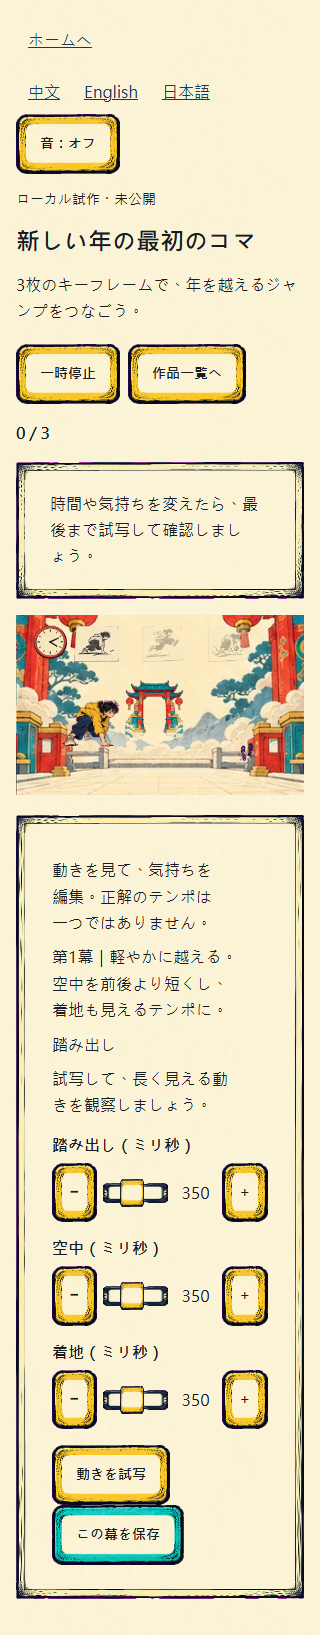 ホームへ
中文 English 日本語
音：オフ
ローカル試作・未公開
新しい年の最初のコマ
3枚のキーフレームで、年を越えるジャ
ンプをつなごう。
一時停止 作品一覧へ
0/3
時間や気持ちを変えたら、最
後まで試写して確認しまし
ょう。
動きを見て、気持ちを
編集。正解のテンポは
一つではありません。
第1幕｜軽やかに越える。
空中を前後より短くし、
着地も見えるテンポに。
踏み出し
試写して、長く見える動
きを観察しましょう。
踏み出し（ミリ秒）
− 350 +
空中（ミリ秒）
− 350 +
着地（ミリ秒）
− 350 +
動きを試写
この幕を保存